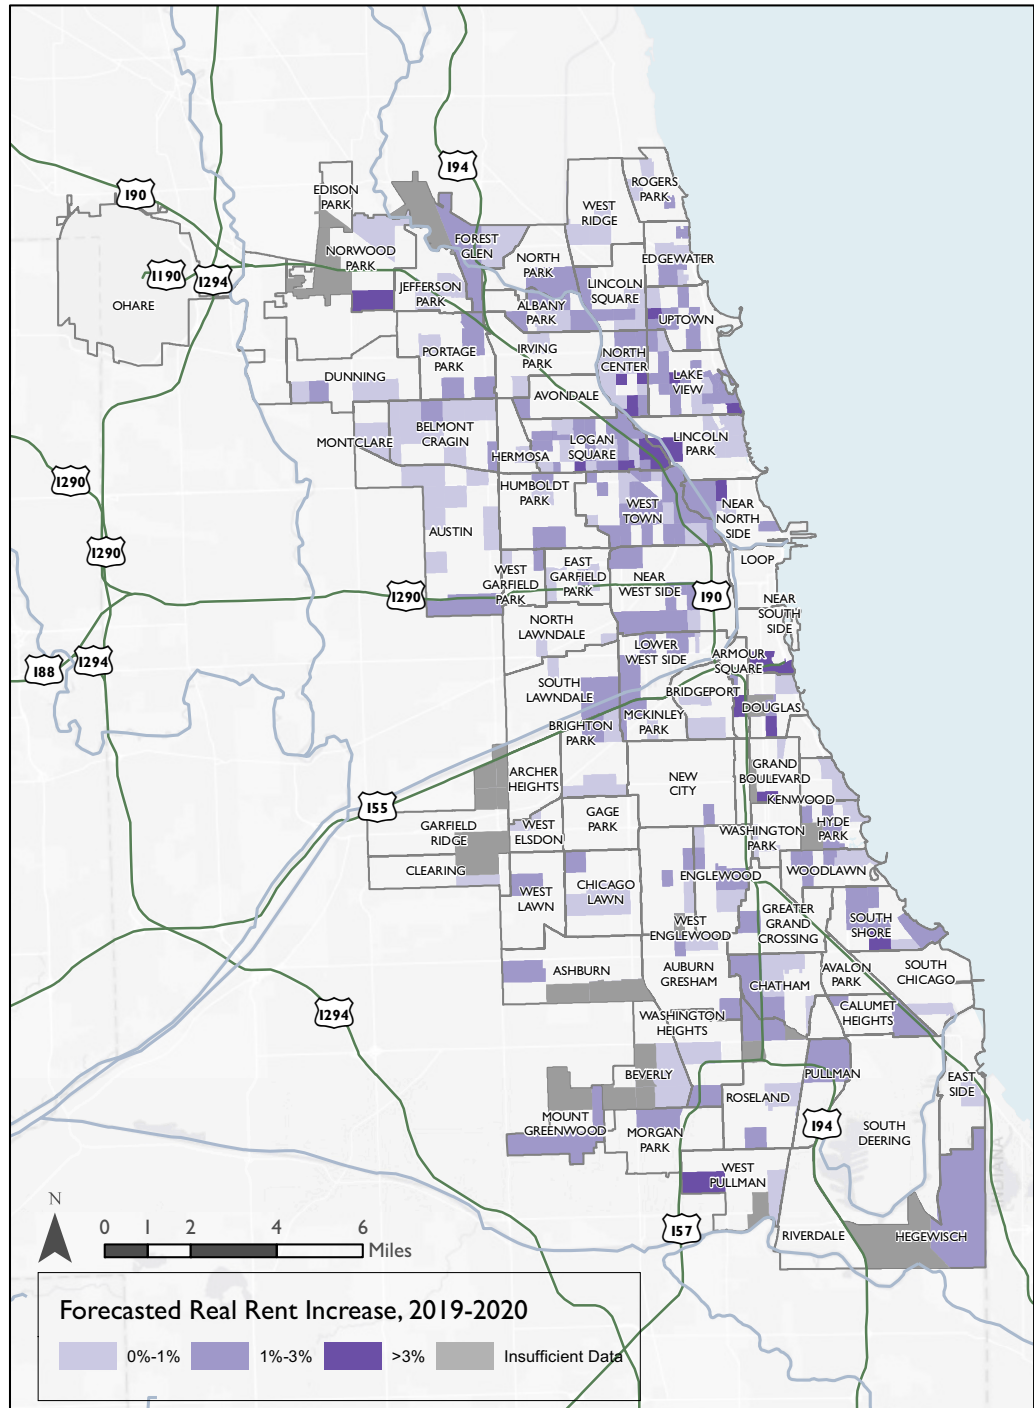 I94
ROGERS
PARK
EDISON
PARK
WEST
RIDGE
I90
NORWOOD
PARK
FOREST
GLEN
NORTH
PARK
EDGEWATER
I190
I294
OHARE
JEFFERSON
PARK
LINCOLN
SQUARE
ALBANY
PARK
UPTOWN
PORTAGE
PARK
IRVING
PARK
NORTH
CENTER
DUNNING
LAKE
VIEW
AVONDALE
MONTCLARE
BELMONT
CRAGIN
LOGAN
SQUARE
LINCOLN
PARK
HERMOSA
I290
HUMBOLDT
PARK
WEST
TOWN
NEAR
NORTH
SIDE
AUSTIN
I290
LOOP
WEST
GARFIELD
PARK
EAST
GARFIELD
PARK
NEAR
WEST SIDE
I290
I90
NEAR
SOUTH
SIDE
NORTH
LAWNDALE
I88
I294
LOWER
WEST SIDE
ARMOUR
SQUARE
SOUTH
LAWNDALE
BRIDGEPORT
DOUGLAS
BRIGHTON
PARK
MCKINLEY
PARK
ARCHER
HEIGHTS
NEW
CITY
GRAND
BOULEVARD
KENWOOD
I55
GARFIELD
RIDGE
WEST
ELSDON
GAGE
PARK
WASHINGTON
PARK
HYDE
PARK
CLEARING
WEST
LAWN
CHICAGO
LAWN
ENGLEWOOD
WOODLAWN
WEST
ENGLEWOOD
GREATER
GRAND
CROSSING
SOUTH
SHORE
ASHBURN
AUBURN
GRESHAM
CHATHAM
AVALON
PARK
SOUTH
CHICAGO
I294
WASHINGTON
HEIGHTS
CALUMET
HEIGHTS
BEVERLY
PULLMAN
EAST
SIDE
MOUNT
GREENWOOD
MORGAN
PARK
ROSELAND
I94
SOUTH
DEERING
INDIANA
WEST
PULLMAN
I57
RIVERDALE
HEGEWISCH
N
0 1 2 4 6
Miles
Forecasted Real Rent Increase, 2019-2020
0%-1% 1%-3% >3% Insufficient Data